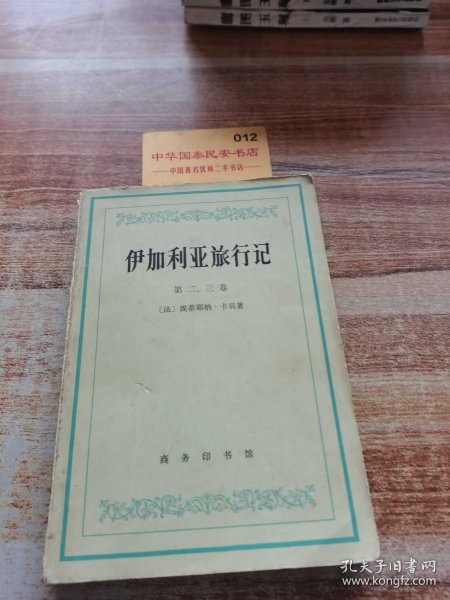 012
中华国泰民安书店
中国著名优质二手书店
伊加利亚旅行记
第二、三卷
〔法〕埃蒂耶纳·卡贝著
商务印书馆
孔夫子旧书网
www.kongfz.com